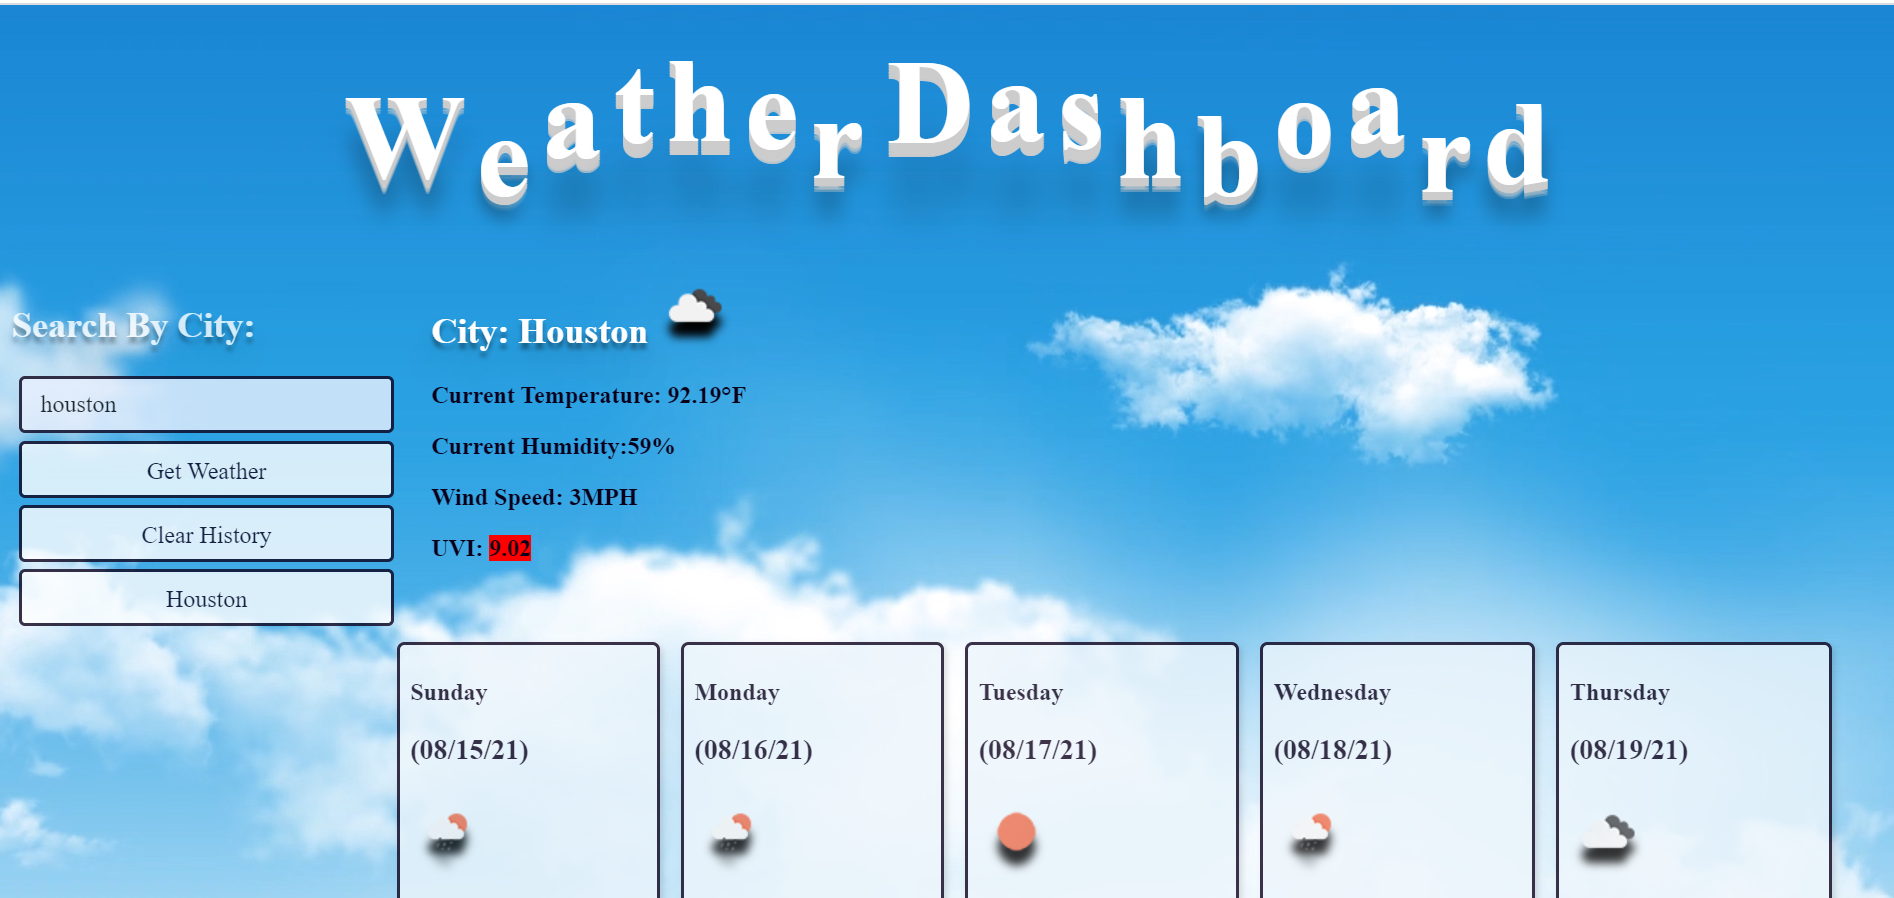 Weather Dashboard
Search By City:
houston
Get Weather
Clear History
Houston
City: Houston
Current Temperature: 92.19°F
Current Humidity:59%
Wind Speed: 3MPH
UVI: 9.02
Sunday
(08/15/21)
Monday
(08/16/21)
Tuesday
(08/17/21)
Wednesday
(08/18/21)
Thursday
(08/19/21)